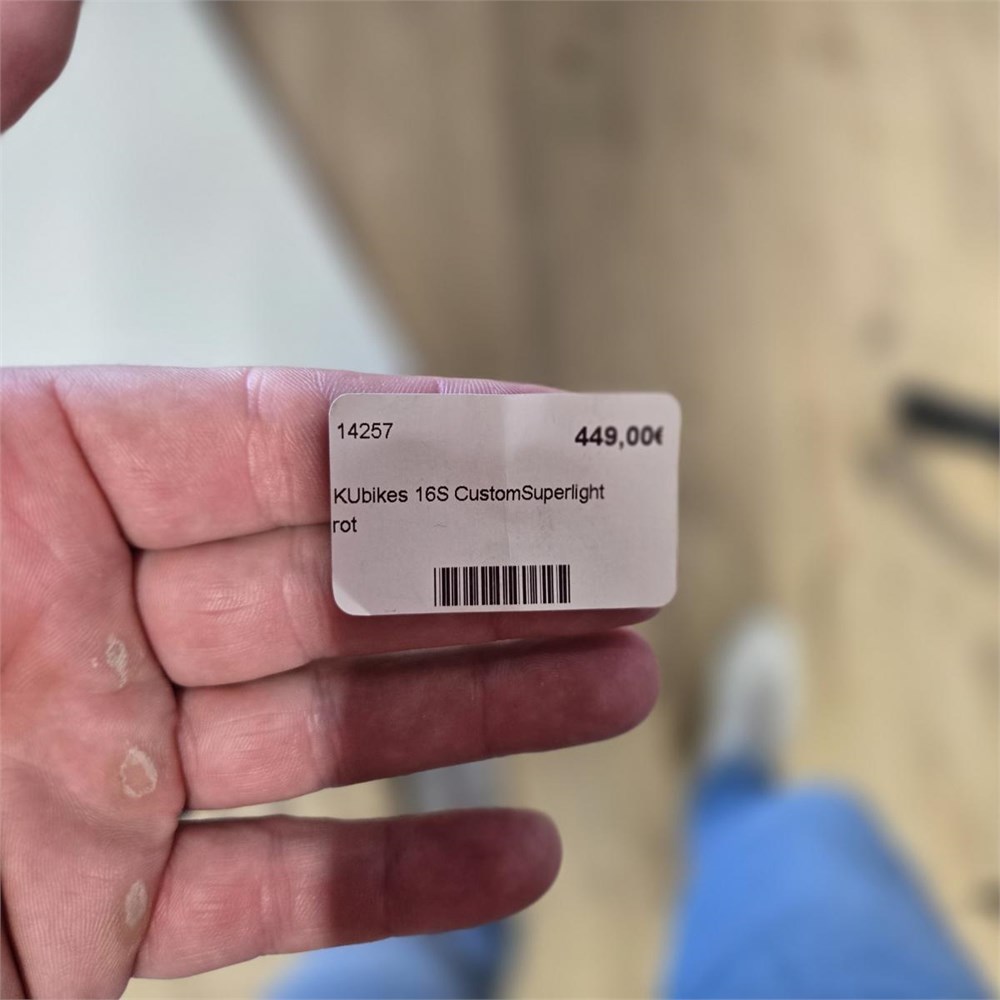 14257
449,00€
KUbikes 16S CustomSuperlight
rot